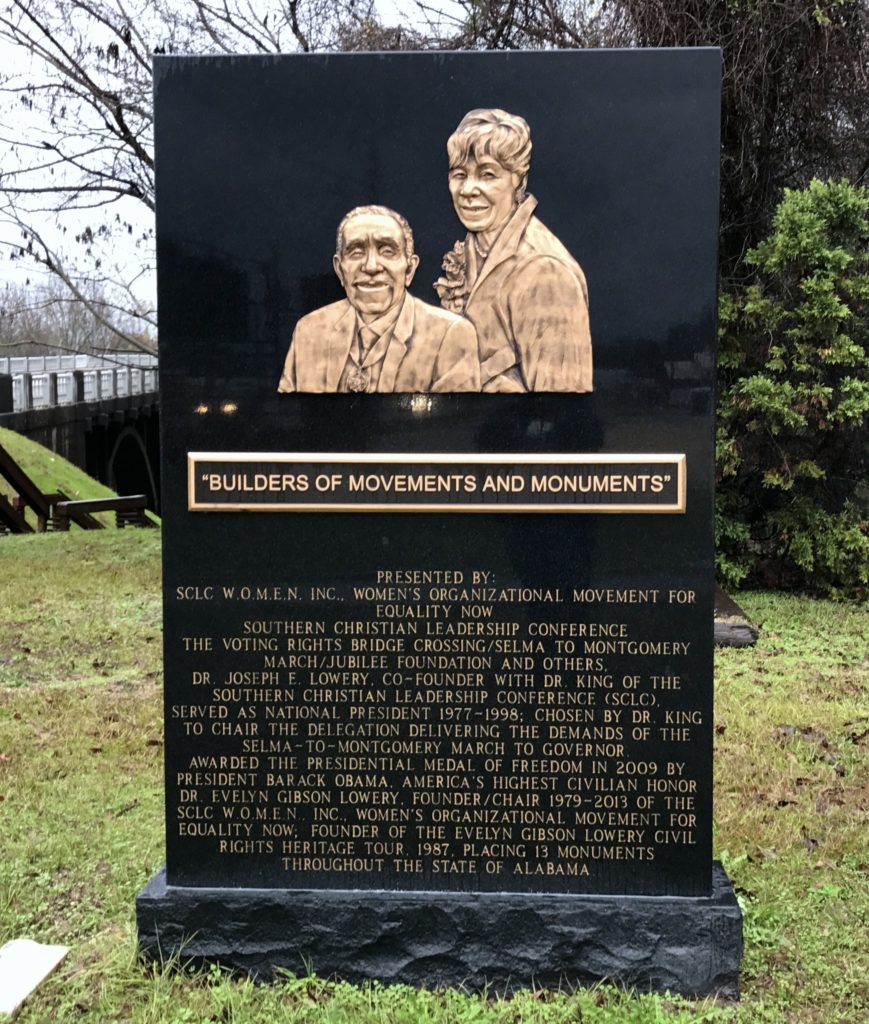 "BUILDERS OF MOVEMENTS AND MONUMENTS"
PRESENTED BY:
SCLC W.O.M.E.N. INC., WOMEN'S ORGANIZATIONAL MOVEMENT FOR
EQUALITY NOW
SOUTHERN CHRISTIAN LEADERSHIP CONFERENCE
THE VOTING RIGHTS BRIDGE CROSSING/SELMA TO MONTGOMERY
MARCH/JUBILEE FOUNDATION AND OTHERS,
DR. JOSEPH E. LOWERY, CO-FOUNDER WITH DR. KING OF THE
SOUTHERN CHRISTIAN LEADERSHIP CONFERENCE (SCLC),
SERVED AS NATIONAL PRESIDENT 1977-1998; CHOSEN BY DR. KING
TO CHAIR THE DELEGATION DELIVERING THE DEMANDS OF THE
SELMA-TO-MONTGOMERY MARCH TO GOVERNOR.
AWARDED THE PRESIDENTIAL MEDAL OF FREEDOM IN 2009 BY
PRESIDENT BARACK OBAMA, AMERICA'S HIGHEST CIVILIAN HONOR
DR. EVELYN GIBSON LOWERY, FOUNDER/CHAIR 1979-2013 OF THE
SCLC W.O.M.E.N., INC., WOMEN'S ORGANIZATIONAL MOVEMENT FOR
EQUALITY NOW; FOUNDER OF THE EVELYN GIBSON LOWERY CIVIL
RIGHTS HERITAGE TOUR, 1987, PLACING 13 MONUMENTS
THROUGHOUT THE STATE OF ALABAMA